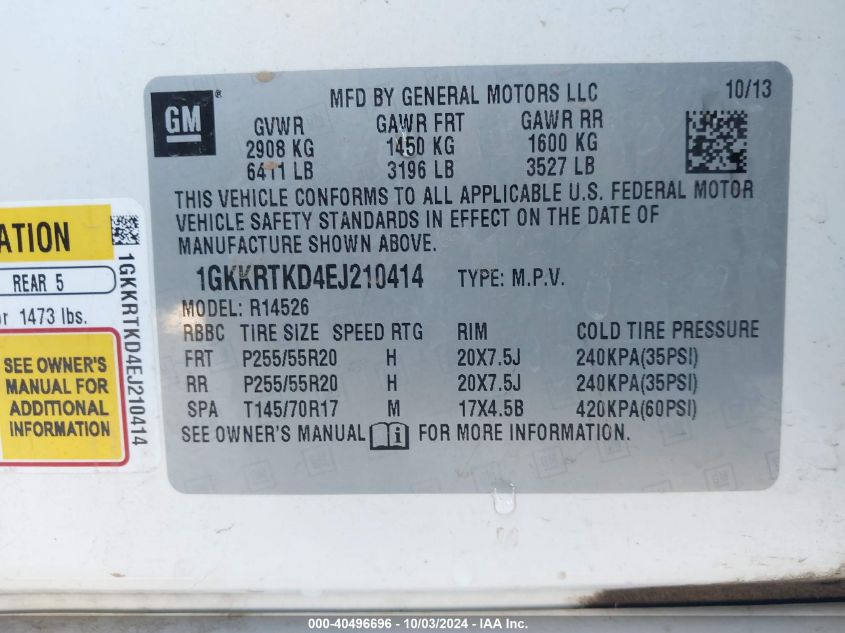 GM
MFD BY GENERAL MOTORS LLC
10/13
GVWR GAWR FRT GAWR RR
2908 KG 1450 KG 1600 KG
6411 LB 3196 LB 3527 LB
THIS VEHICLE CONFORMS TO ALL APPLICABLE U.S. FEDERAL MOTOR
VEHICLE SAFETY STANDARDS IN EFFECT ON THE DATE OF
MANUFACTURE SHOWN ABOVE.
1GKKRTKD4EJ210414 TYPE: M.P.V.
MODEL: R14526
RBBC TIRE SIZE SPEED RTG RIM COLD TIRE PRESSURE
FRT P255/55R20 H 20X7.5J 240KPA(35PSI)
RR P255/55R20 H 20X7.5J 240KPA(35PSI)
SPA T145/70R17 M 17X4.5B 420KPA(60PSI)
SEE OWNER'S MANUAL i FOR MORE INFORMATION.
ATION
REAR 5
or 1473 lbs.
SEE OWNER'S
MANUAL FOR
ADDITIONAL
INFORMATION
1GKKRTKD4EJ210414
000-40496696 - 10/03/2024 - IAA Inc.